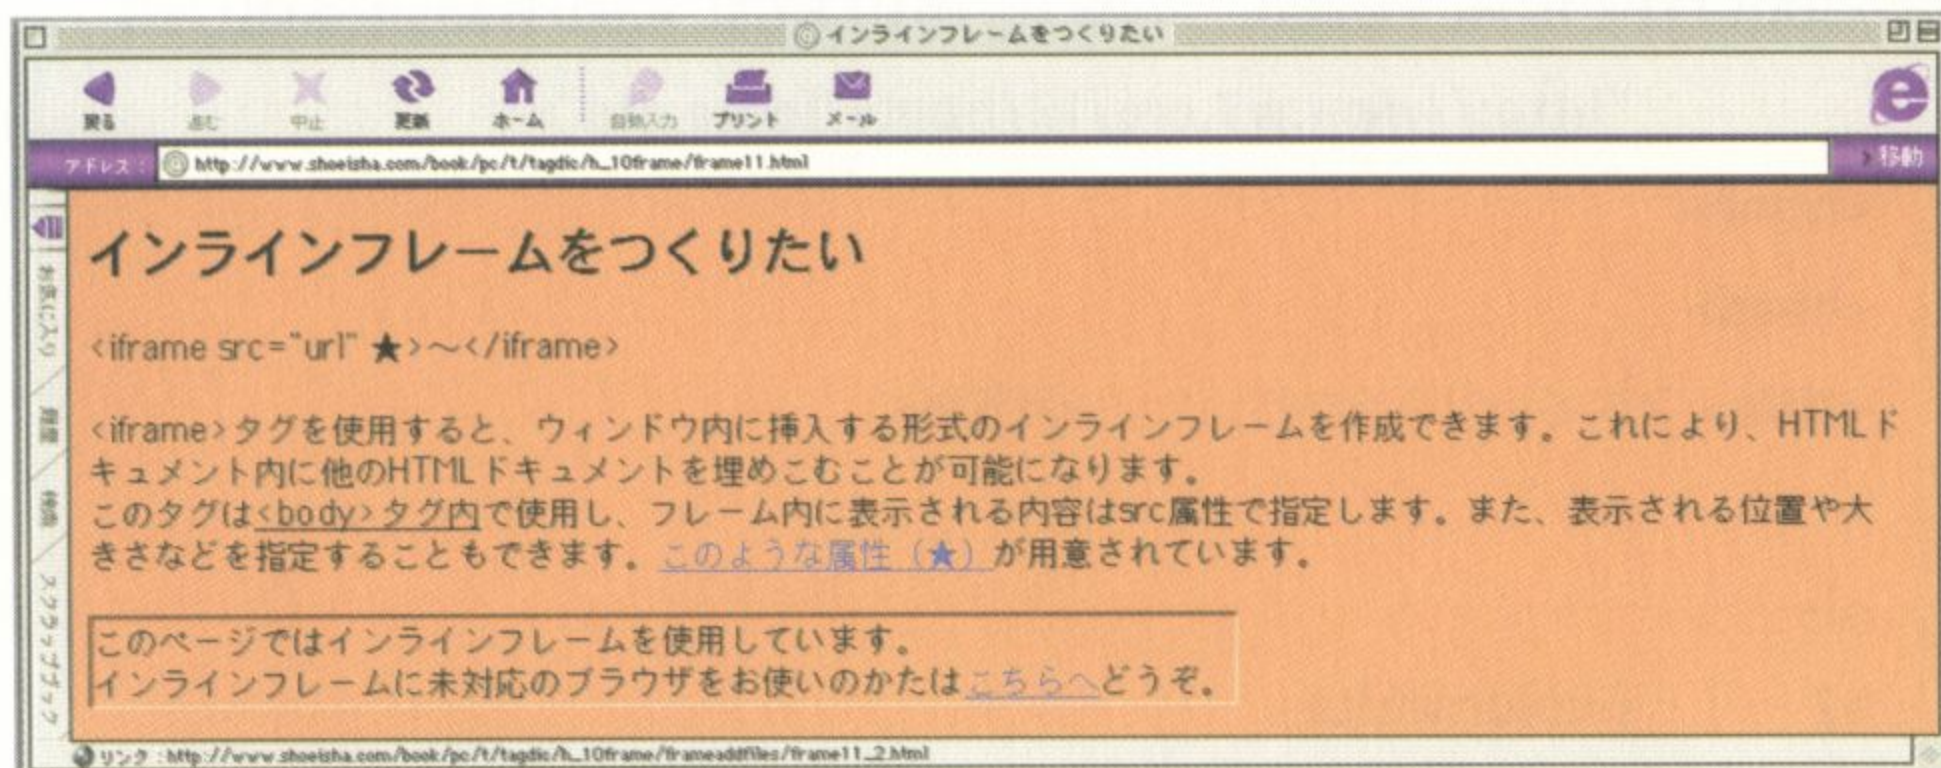 インラインフレームをつくりたい
戻る 進む 中止 更新 ホーム 自動入力 プリント メール
アドレス : http://www.shoeisha.com/book/pc/t/tagdic/h_10frame/frame11.html 移動
インラインフレームをつくりたい
<iframe src="url" ★>～</iframe>
<iframe>タグを使用すると、ウィンドウ内に挿入する形式のインラインフレームを作成できます。これにより、HTMLド
キュメント内に他のHTMLドキュメントを埋めこむことが可能になります。
このタグは<body>タグ内で使用し、フレーム内に表示される内容はsrc属性で指定します。また、表示される位置や大
きさなどを指定することもできます。このような属性（★）が用意されています。
このページではインラインフレームを使用しています。
インラインフレームに未対応のブラウザをお使いのかたはこちらへどうぞ。
お気に入り
履歴
検索
スクラップブック
リンク : http://www.shoeisha.com/book/pc/t/tagdic/h_10frame/frameaddfiles/frame11_2.html